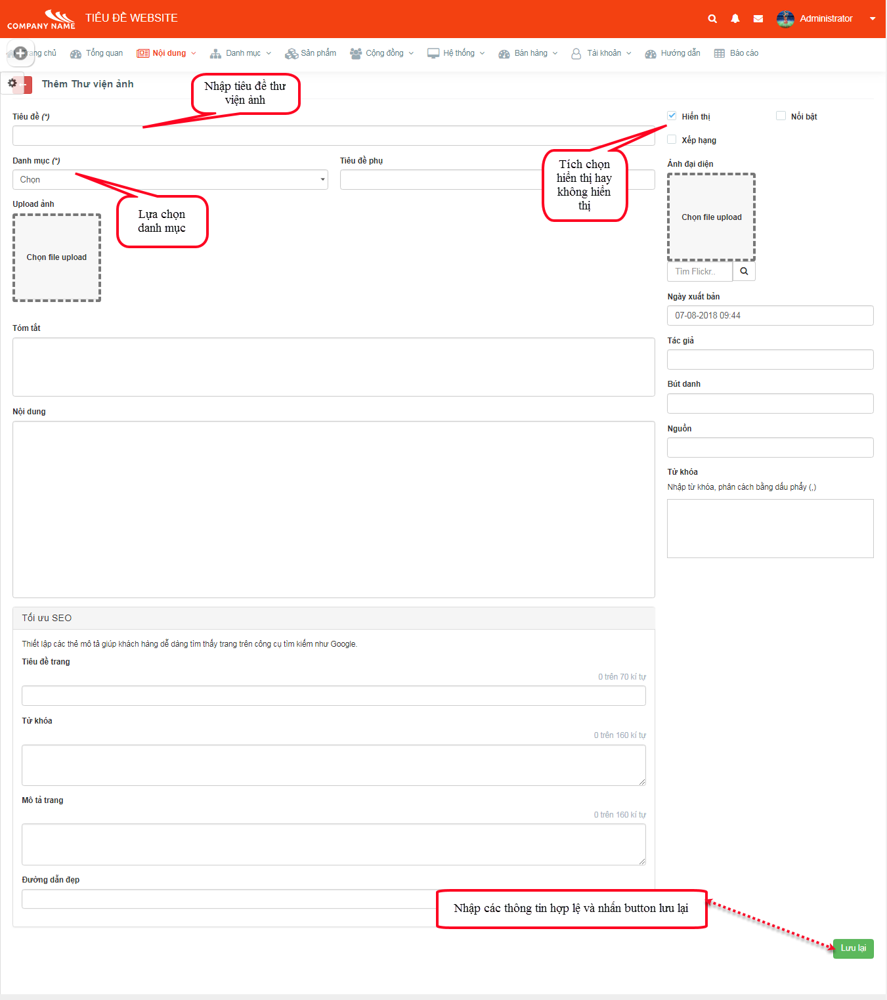 COMPANY NAME TIÊU ĐỀ WEBSITE Administrator
ang chủ Tổng quan Nội dung Danh mục Sản phẩm Cộng đồng Hệ thống Bán hàng Tài khoản Hướng dẫn Báo cáo
Thêm Thư viện ảnh
Nhập tiêu đề thư
viện ảnh
Tiêu đề (*)
Hiển thị Nổi bật
Xếp hạng
Danh mục (*) Tiêu đề phụ
Chọn
Tích chọn
hiển thị hay
không hiển
thị
Ảnh đại diện
Chọn file upload
Tìm Flickr..
Upload ảnh
Chọn file upload
Lựa chọn
danh mục
Ngày xuất bản
07-08-2018 09:44
Tóm tắt
Tác giả
Bút danh
Nội dung
Nguồn
Từ khóa
Nhập từ khóa, phân cách bằng dấu phẩy (,)
Tối ưu SEO
Thiết lập các thẻ mô tả giúp khách hàng dễ dàng tìm thấy trang trên công cụ tìm kiếm như Google.
Tiêu đề trang
0 trên 70 kí tự
Từ khóa
0 trên 160 kí tự
Mô tả trang
0 trên 160 kí tự
Đường dẫn đẹp
Nhập các thông tin hợp lệ và nhấn button lưu lại
Lưu lại